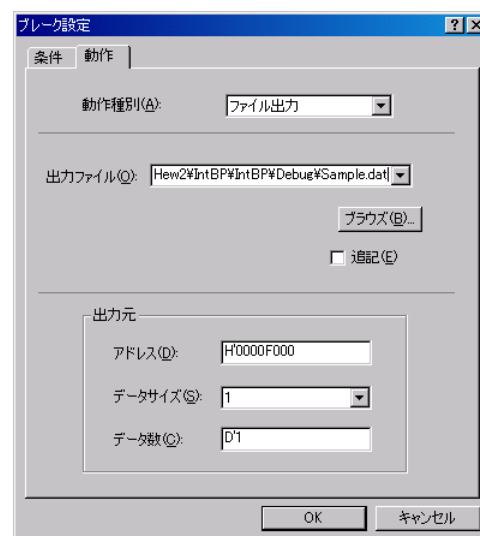 ブレーク設定
条件 動作
動作種別(A): ファイル出力
出力ファイル(O): Hew2¥IntBP¥IntBP¥Debug¥Sample.dat
ブラウズ(B)...
追記(E)
出力元
アドレス(D): H'0000F000
データサイズ(S): 1
データ数(C): D'1
OK キャンセル